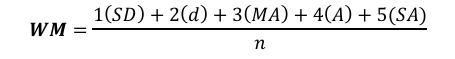 WM = 1(SD) + 2(d) + 3(MA) + 4(A) + 5(SA) / n